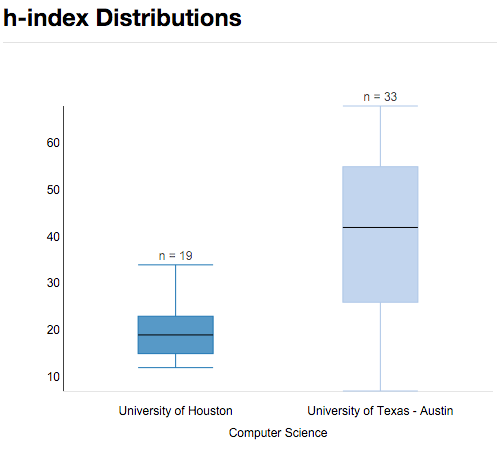 h-index Distributions
n = 33
60
50
40
n = 19
30
20
10
University of Houston
University of Texas - Austin
Computer Science